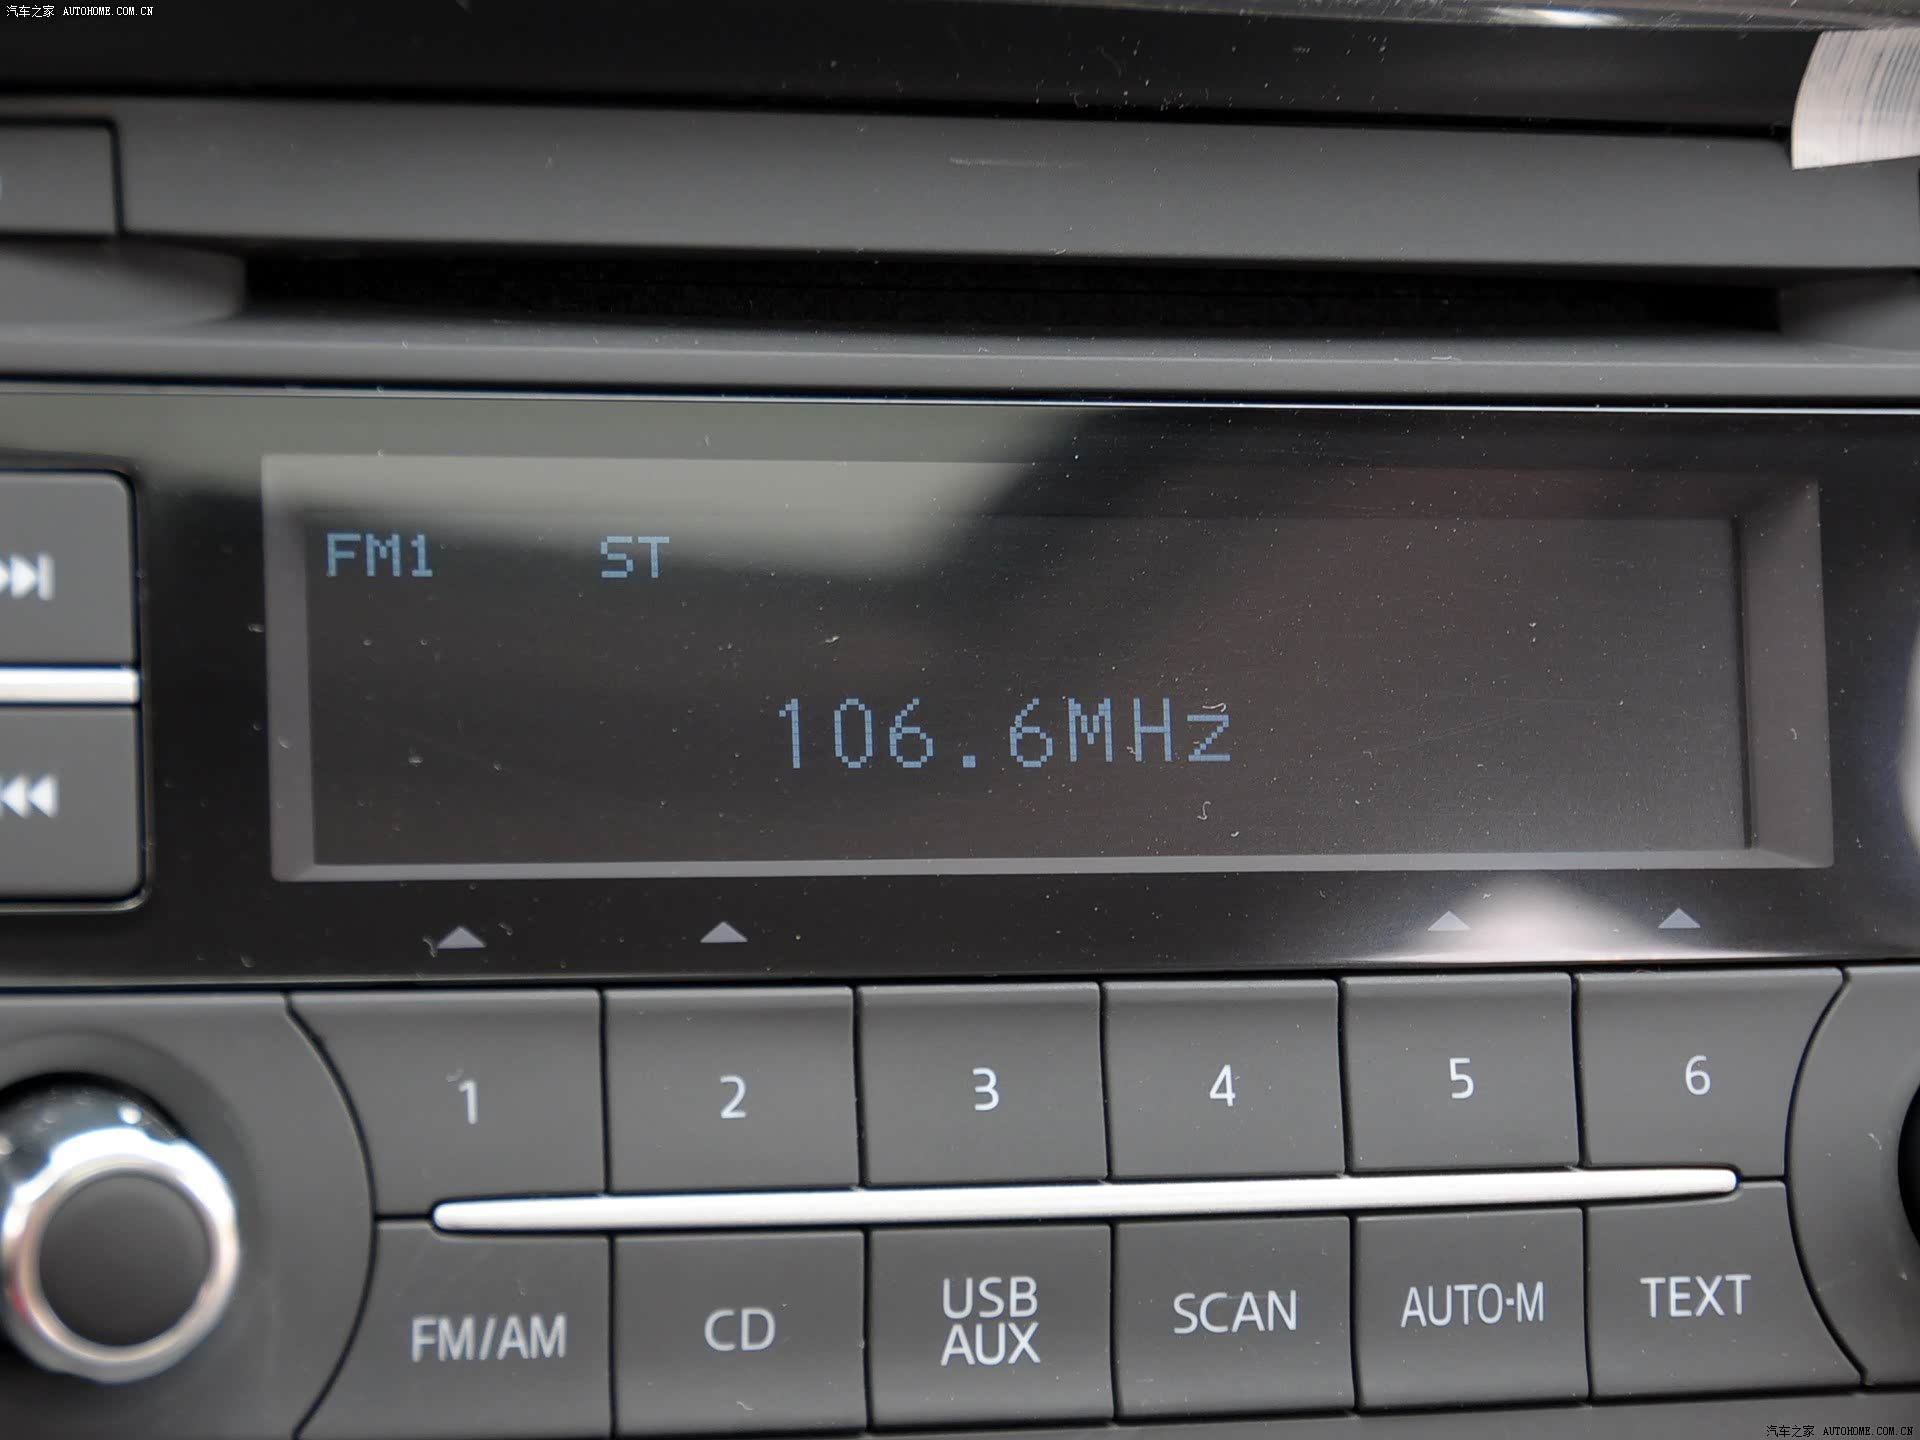 汽车之家 AUTOHOME.COM.CN
FM1 ST
106.6MHz
1 2 3 4 5 6
FM/AM CD USB AUX SCAN AUTO-M TEXT
汽车之家 AUTOHOME.COM.CN